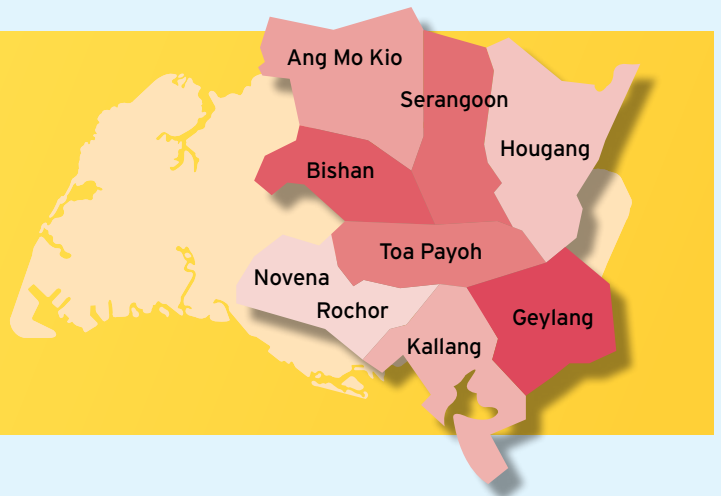 Ang Mo Kio
Serangoon
Hougang
Bishan
Toa Payoh
Novena
Rochor
Geylang
Kallang